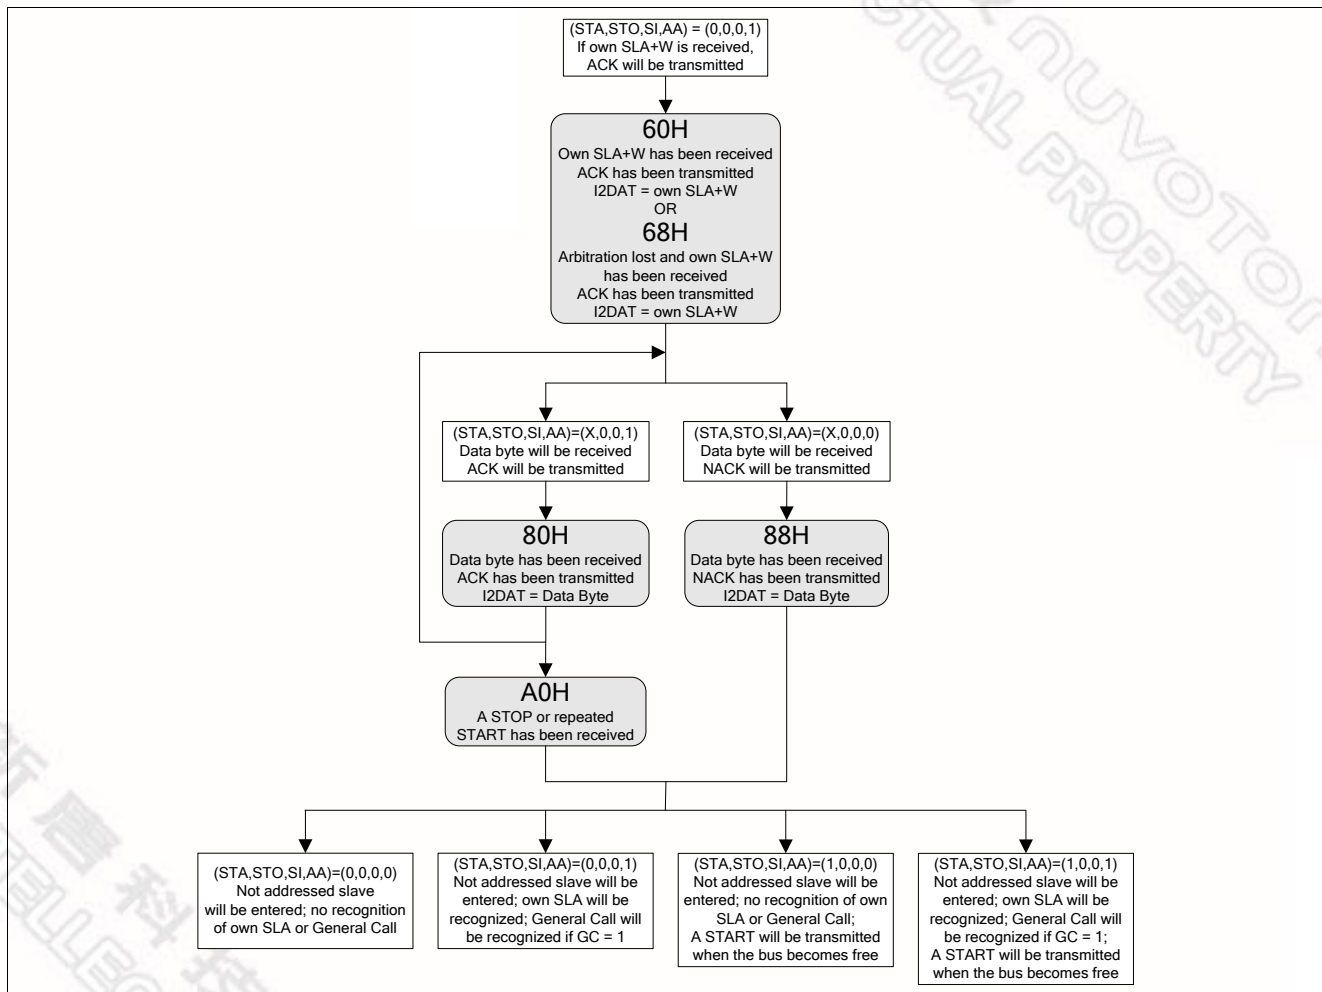 (STA,STO,SI,AA) = (0,0,0,1)
If own SLA+W is received,
ACK will be transmitted
60H
Own SLA+W has been received
ACK has been transmitted
I2DAT = own SLA+W
OR
68H
Arbitration lost and own SLA+W
has been received
ACK has been transmitted
I2DAT = own SLA+W
(STA,STO,SI,AA)=(X,0,0,1)
Data byte will be received
ACK will be transmitted
(STA,STO,SI,AA)=(X,0,0,0)
Data byte will be received
NACK will be transmitted
80H
Data byte has been received
ACK has been transmitted
I2DAT = Data Byte
88H
Data byte has been received
NACK has been transmitted
I2DAT = Data Byte
A0H
A STOP or repeated
START has been received
(STA,STO,SI,AA)=(0,0,0,0)
Not addressed slave
will be entered; no recognition
of own SLA or General Call
(STA,STO,SI,AA)=(0,0,0,1)
Not addressed slave will be
entered; own SLA will be
recognized; General Call will
be recognized if GC = 1
(STA,STO,SI,AA)=(1,0,0,0)
Not addressed slave will be
entered; no recognition of own
SLA or General Call;
A START will be transmitted
when the bus becomes free
(STA,STO,SI,AA)=(1,0,0,1)
Not addressed slave will be
entered; own SLA will be
recognized; General Call will
be recognized if GC = 1;
A START will be transmitted
when the bus becomes free
nuvoTon
PROPERTY
新唐科技